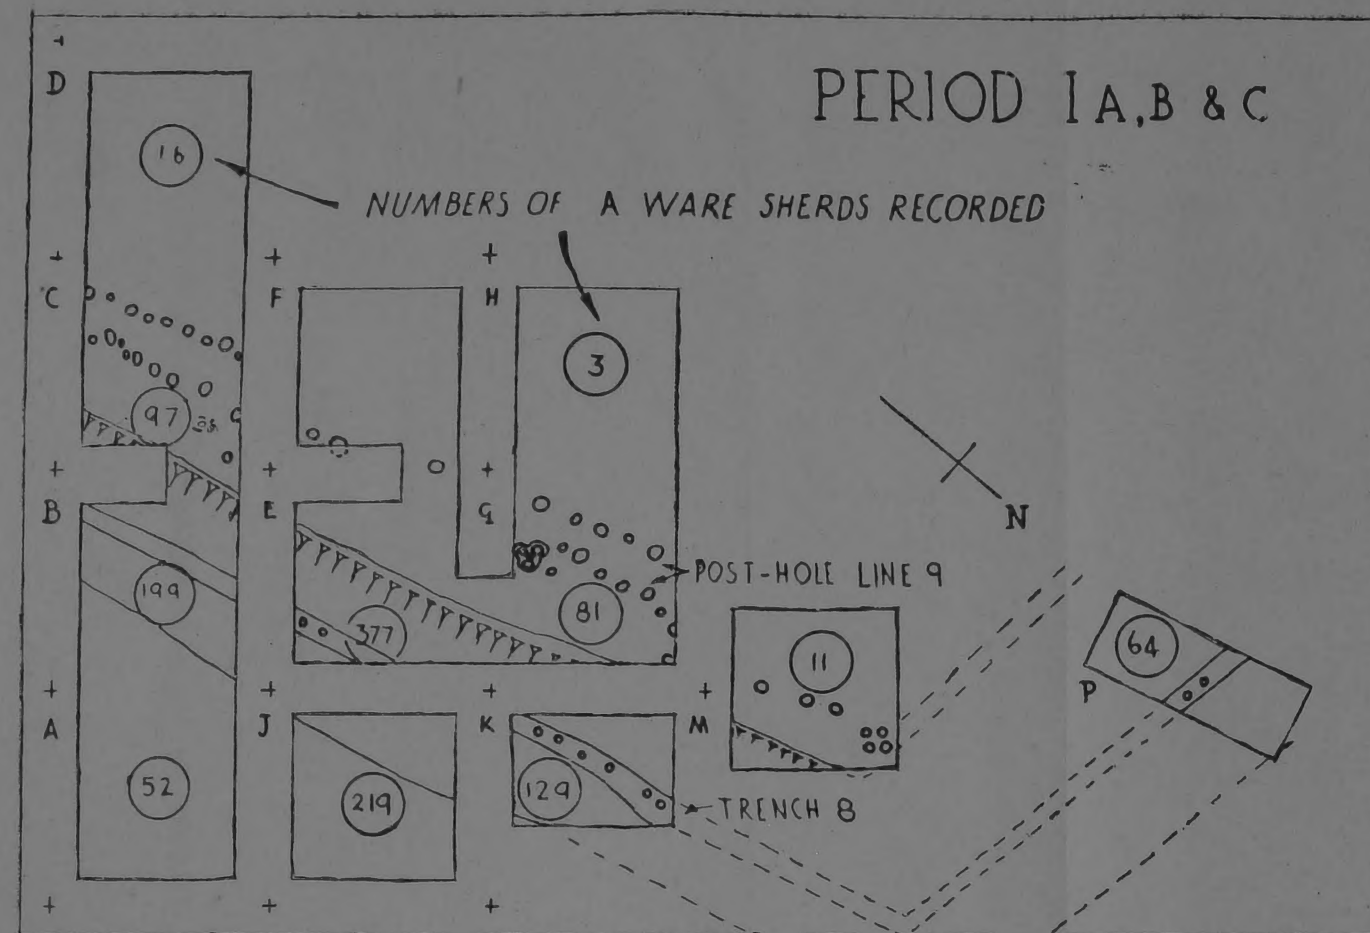 PERIOD I A, B & C
D
16
NUMBERS OF A WARE SHERDS RECORDED
C
F
H
3
97
B
E
G
N
POST-HOLE LINE 9
199
377
81
11
64
P
A
J
K
M
52
219
129
TRENCH 8